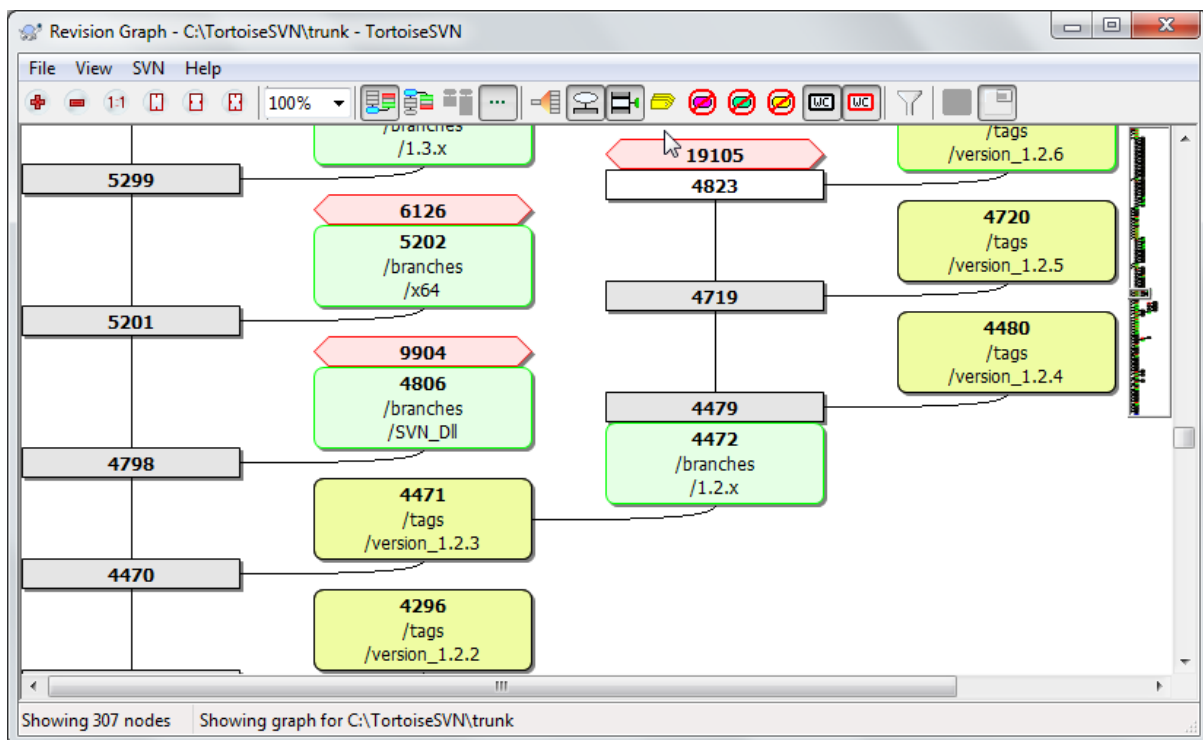 Revision Graph - C:\TortoiseSVN\trunk - TortoiseSVN
File View SVN Help
1:1
100%
WC
WC
/branches
/1.3.x
5299
6126
5202
/branches
/x64
5201
9904
4806
/branches
/SVN_Dll
4798
4471
/tags
/version_1.2.3
4470
4296
/tags
/version_1.2.2
19105
4823
4719
4479
4472
/branches
/1.2.x
/tags
/version_1.2.6
4720
/tags
/version_1.2.5
4480
/tags
/version_1.2.4
Showing 307 nodes
Showing graph for C:\TortoiseSVN\trunk